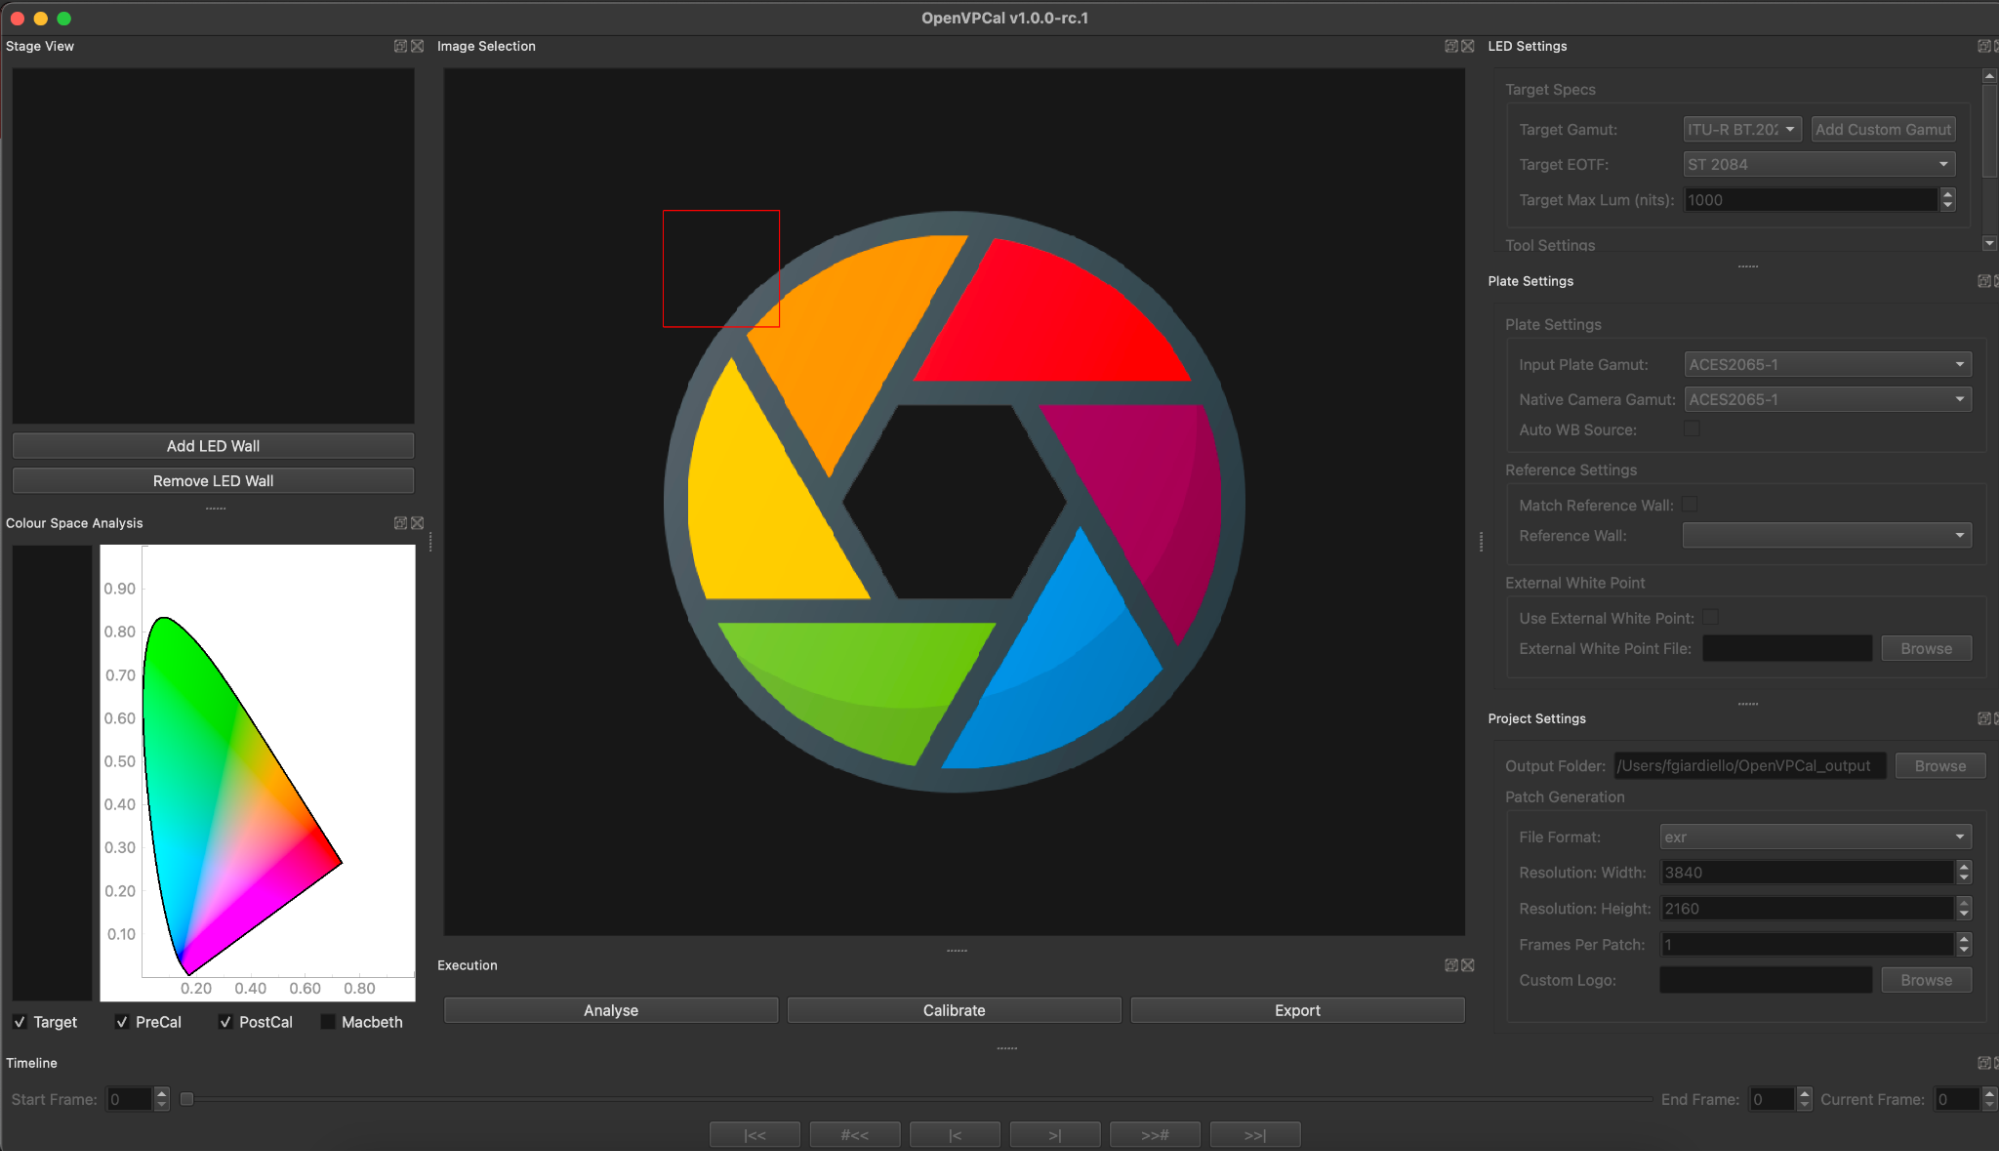 OpenVPCal v1.0.0-rc.1
Stage View
Add LED Wall
Remove LED Wall
Colour Space Analysis
0.90
0.80
0.70
0.60
0.50
0.40
0.30
0.20
0.10
0.20 0.40 0.60 0.80
Target PreCal PostCal Macbeth
Image Selection
Execution
Analyse Calibrate Export
LED Settings
Target Specs
Target Gamut: ITU-R BT.202 Add Custom Gamut
Target EOTF: ST 2084
Target Max Lum (nits): 1000
Tool Settings
Plate Settings
Plate Settings
Input Plate Gamut: ACES2065-1
Native Camera Gamut: ACES2065-1
Auto WB Source:
Reference Settings
Match Reference Wall:
Reference Wall:
External White Point
Use External White Point:
External White Point File: Browse
Project Settings
Output Folder: /Users/fgiardiello/OpenVPCal_output Browse
Patch Generation
File Format: exr
Resolution: Width: 3840
Resolution: Height: 2160
Frames Per Patch: 1
Custom Logo: Browse
Timeline
Start Frame: 0 End Frame: 0 Current Frame: 0
|<< #<< |< >| >># >>|